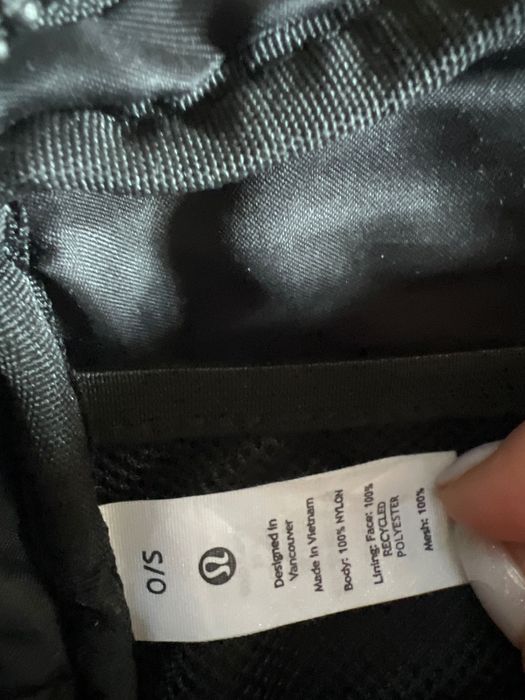 O/S
Designed in
Vancouver
Made in Vietnam
Body: 100% NYLON
Lining: Face: 100%
RECYCLED
POLYESTER
Mesh: 100%